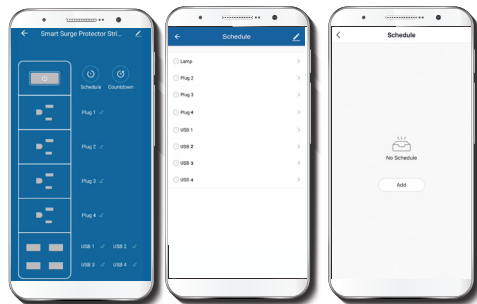 Smart Surge Protector Stri...
Schedule
Countdown
Plug 1
Plug 2
Plug 3
Plug 4
USB 1
USB 2
USB 3
USB 4
Schedule
Lamp
Plug 2
Plug 3
Plug 4
USB 1
USB 2
USB 3
USB 4
Schedule
No Schedule
Add